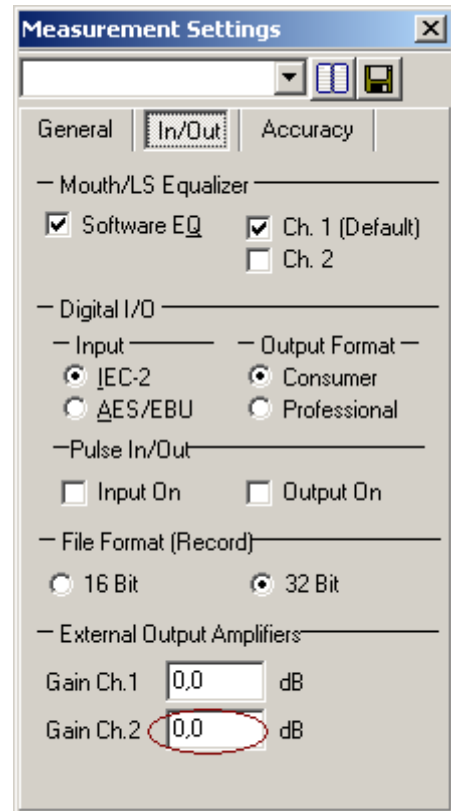 Measurement Settings
General In/Out Accuracy
Mouth/LS Equalizer
Software EQ Ch. 1 (Default)
Ch. 2
Digital I/O
Input Output Format
IEC-2 Consumer
AES/EBU Professional
Pulse In/Out
Input On Output On
File Format (Record)
16 Bit 32 Bit
External Output Amplifiers
Gain Ch.1 0,0 dB
Gain Ch.2 0,0 dB